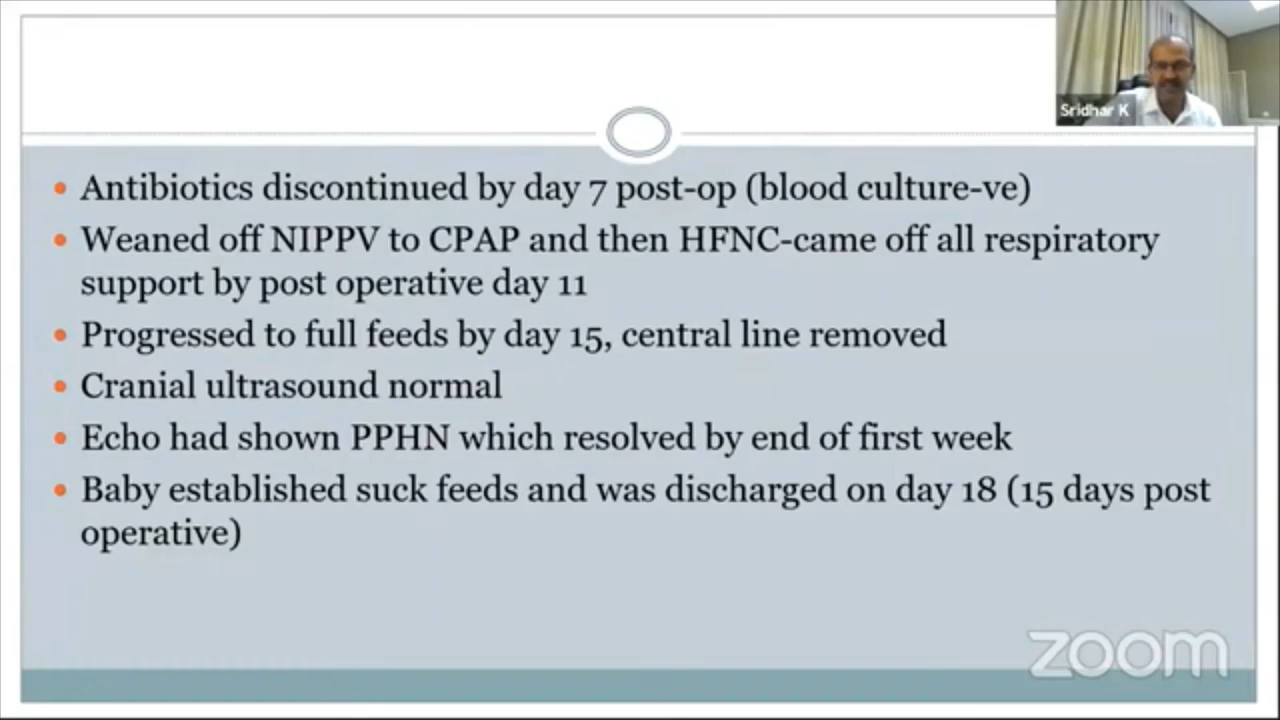 Sridhar K
• Antibiotics discontinued by day 7 post-op (blood culture-ve)
• Weaned off NIPPV to CPAP and then HFNC-came off all respiratory
support by post operative day 11
• Progressed to full feeds by day 15, central line removed
• Cranial ultrasound normal
• Echo had shown PPHN which resolved by end of first week
• Baby established suck feeds and was discharged on day 18 (15 days post
operative)
zoom